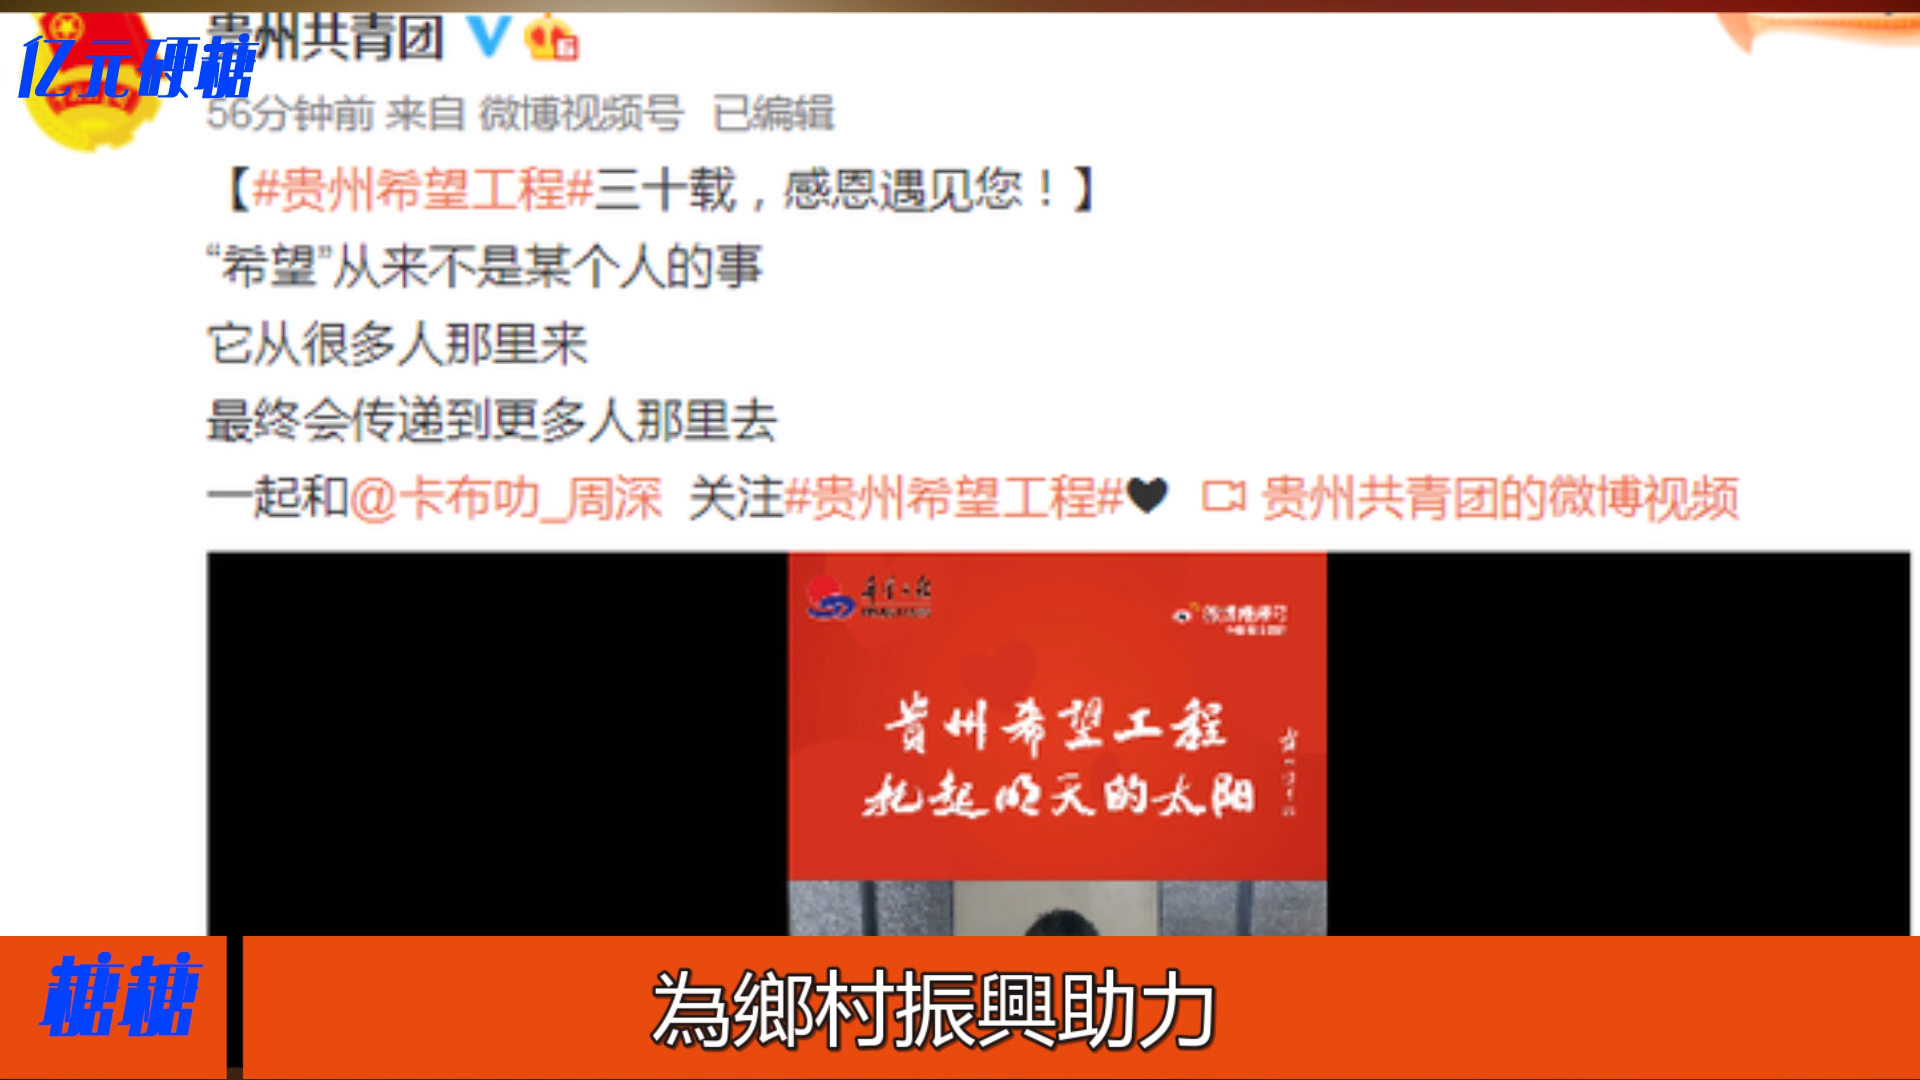 贵州共青团
亿元硬糖
56分钟前 来自 微博视频号 已编辑
【#贵州希望工程#三十载，感恩遇见您！】
“希望”从来不是某个人的事
它从很多人那里来
最终会传递到更多人那里去
一起和@卡布叻_周深 关注#贵州希望工程#🖤 贵州共青团的微博视频
贵州希望工程
托起明天的太阳
糖糖
為鄉村振興助力